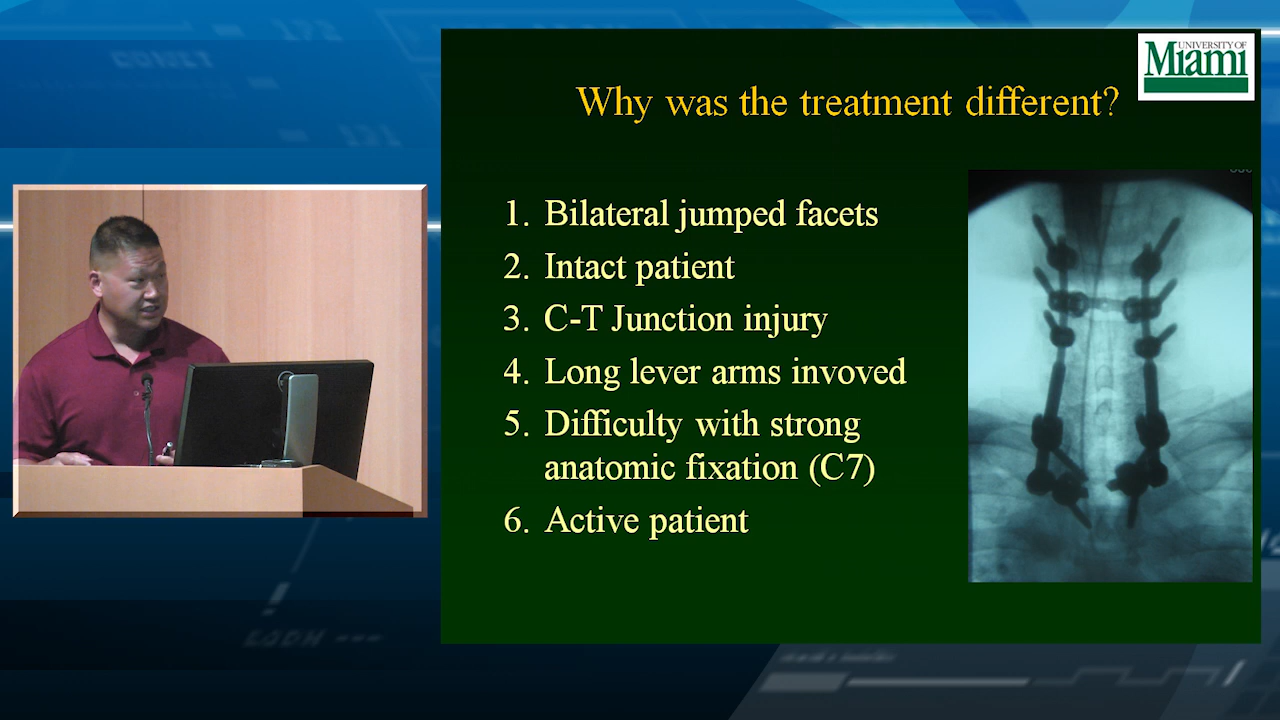 UNIVERSITY OF
Miami
Why was the treatment different?
1. Bilateral jumped facets
2. Intact patient
3. C-T Junction injury
4. Long lever arms invoved
5. Difficulty with strong
anatomic fixation (C7)
6. Active patient